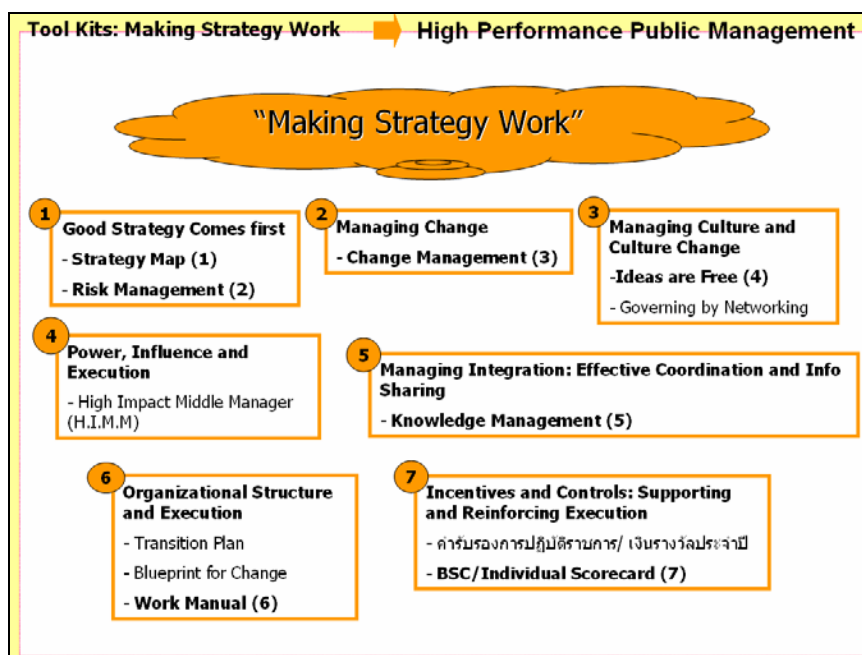 Tool Kits: Making Strategy Work
High Performance Public Management
"Making Strategy Work"
1
Good Strategy Comes first
- Strategy Map (1)
- Risk Management (2)
2
Managing Change
- Change Management (3)
3
Managing Culture and
Culture Change
-Ideas are Free (4)
- Governing by Networking
4
Power, Influence and
Execution
- High Impact Middle Manager
(H.I.M.M)
5
Managing Integration: Effective Coordination and Info
Sharing
- Knowledge Management (5)
6
Organizational Structure
and Execution
- Transition Plan
- Blueprint for Change
- Work Manual (6)
7
Incentives and Controls: Supporting
and Reinforcing Execution
- คำรับรองการปฏิบัติราชการ/ เงินรางวัลประจำปี
- BSC/Individual Scorecard (7)